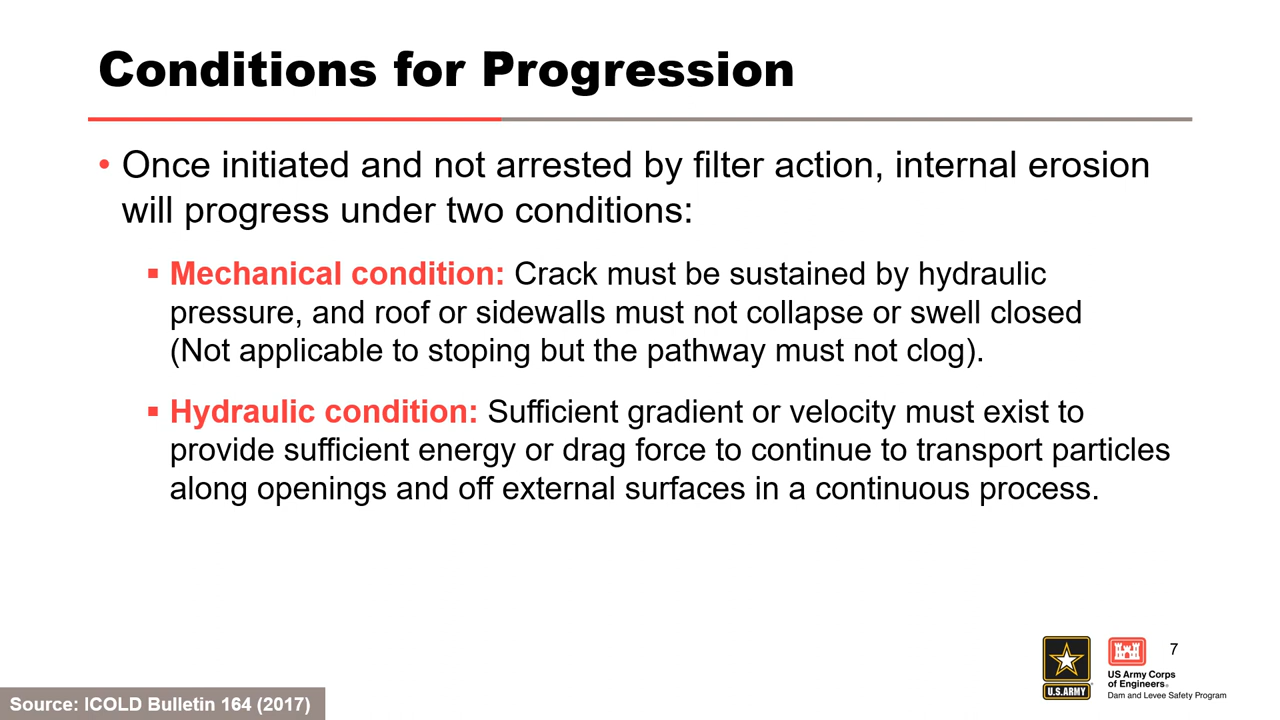 Conditions for Progression
• Once initiated and not arrested by filter action, internal erosion
will progress under two conditions:
▪ Mechanical condition: Crack must be sustained by hydraulic
pressure, and roof or sidewalls must not collapse or swell closed
(Not applicable to stoping but the pathway must not clog).
▪ Hydraulic condition: Sufficient gradient or velocity must exist to
provide sufficient energy or drag force to continue to transport particles
along openings and off external surfaces in a continuous process.
7
U.S.ARMY
US Army Corps
of Engineers®
Dam and Levee Safety Program
Source: ICOLD Bulletin 164 (2017)